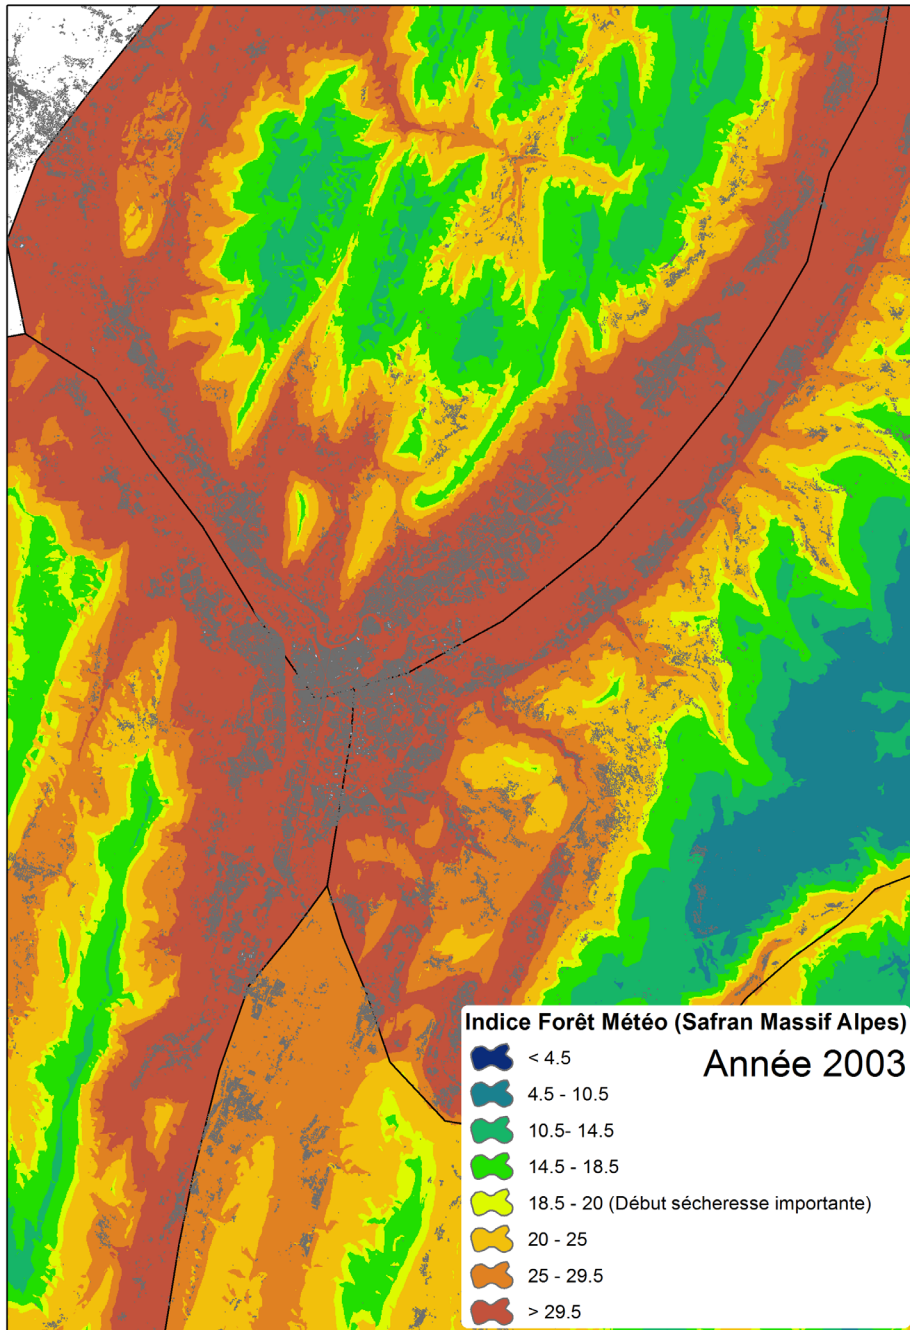 Indice Forêt Météo (Safran Massif Alpes)
Année 2003
< 4.5
4.5 - 10.5
10.5- 14.5
14.5 - 18.5
18.5 - 20 (Début sécheresse importante)
20 - 25
25 - 29.5
> 29.5